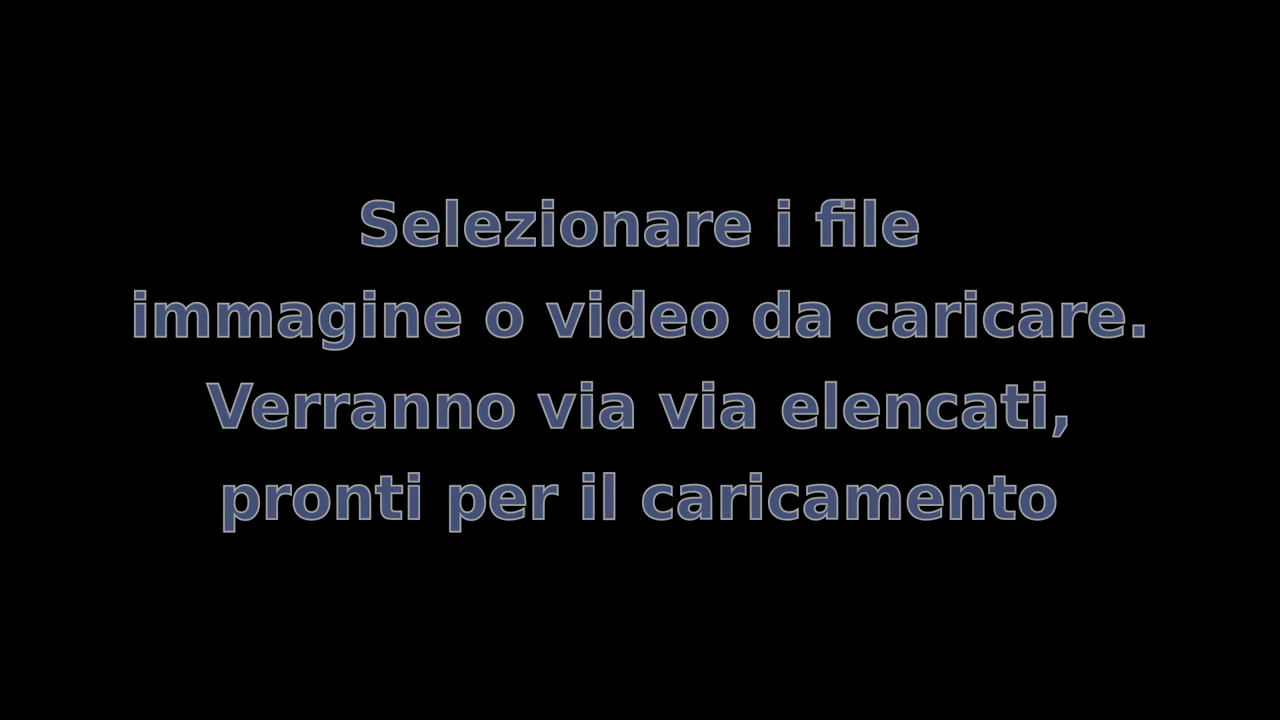 Selezionare i file
immagine o video da caricare.
Verranno via via elencati,
pronti per il caricamento